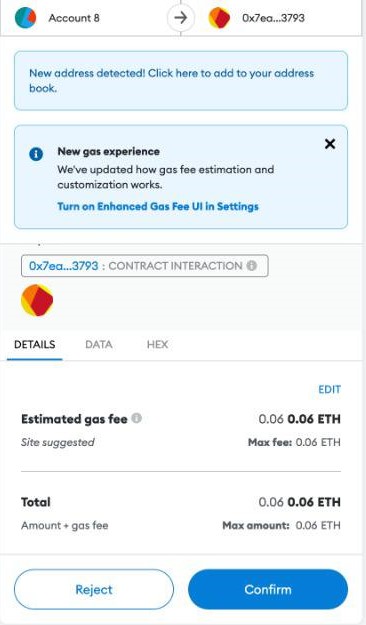 Account 8
0x7ea...3793
New address detected! Click here to add to your address
book.
New gas experience
We've updated how gas fee estimation and
customization works.
Turn on Enhanced Gas Fee UI in Settings
0x7ea...3793 : CONTRACT INTERACTION
DETAILS DATA HEX
EDIT
Estimated gas fee 0.06 0.06 ETH
Site suggested Max fee: 0.06 ETH
Total 0.06 0.06 ETH
Amount + gas fee Max amount: 0.06 ETH
Reject Confirm